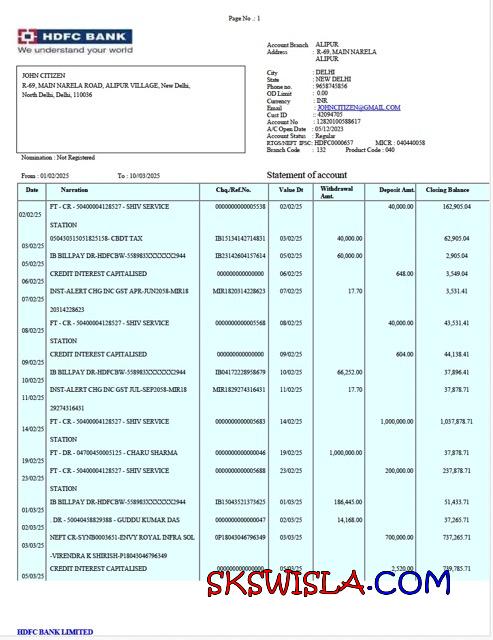 Page No .: 1
HDFC BANK
We understand your world
Account Branch : ALIPUR
Address : R-69, MAIN NARELA
ALIPUR
JOHN CITIZEN
R-69, MAIN NARELA ROAD, ALIPUR VILLAGE, New Delhi,
North Delhi, Delhi, 110036
City : DELHI
State : NEW DELHI
Phone no. : 9658745856
OD Limit : 0.00
Currency : INR
Email : JOHNCITIZEN@GMAIL.COM
Cust ID : 42094705
Account No : 12820100588617
A/C Open Date : 05/12/2023
Account Status : Regular
RTGS/NEFT IFSC: HDFC0000657 MICR : 040440058
Branch Code : 132 Product Code : 040
Nomination : Not Registered
From : 01/02/2025 To : 10/03/2025 Statement of account
Date Narration Chq./Ref.No. Value Dt Withdrawal Amt. Deposit Amt. Closing Balance
02/02/25 FT - CR - 50400004128527 - SHIV SERVICE 0000000000005538 02/02/25 40,000.00 162,905.04
STATION
03/02/25 050450315051825158- CBDT TAX IB15134142714831 03/02/25 40,000.00 62,905.04
05/02/25 IB BILLPAY DR-HDFCBW-558983XXXXXX2944 IB23142604157614 05/02/25 60,000.00 2,905.04
06/02/25 CREDIT INTEREST CAPITALISED 000000000000 06/02/25 648.00 3,549.04
07/02/25 INST-ALERT CHG INC GST APR-JUN2058-MIR18 MIR1820314228623 07/02/25 17.70 3,531.41
20314228623
08/02/25 FT - CR - 50400004128527 - SHIV SERVICE 0000000000005568 08/02/25 40,000.00 43,531.41
STATION
09/02/25 CREDIT INTEREST CAPITALISED 000000000000 09/02/25 604.00 44,138.41
10/02/25 IB BILLPAY DR-HDFCBW-558983XXXXXX2944 IB04172228958679 10/02/25 66,252.00 37,896.41
11/02/25 INST-ALERT CHG INC GST JUL-SEP2058-MIR18 MIR1829274316431 11/02/25 17.70 37,878.71
29274316431
14/02/25 FT - CR - 50400004128527 - SHIV SERVICE 0000000000005683 14/02/25 1,000,000.00 1,037,878.71
STATION
19/02/25 FT - DR - 04700450005125 - CHARU SHARMA 0000000000000046 19/02/25 1,000,000.00 37,878.71
23/02/25 FT - CR - 50400004128527 - SHIV SERVICE 0000000000005688 23/02/25 200,000.00 237,878.71
STATION
01/03/25 IB BILLPAY DR-HDFCBW-558983XXXXXX2944 IB15043521373625 01/03/25 186,445.00 51,433.71
02/03/25 . DR - 50040458829388 - GUDDU KUMAR DAS 0000000000000047 02/03/25 14,168.00 37,265.71
03/03/25 NEFT CR-SYNB0003651-ENVY ROYAL INFRA SOL 0P18043046796349 03/03/25 700,000.00 737,265.71
-VIRENDRA K SHIRISH-P18043046796349
05/03/25 CREDIT INTEREST CAPITALISED 000000000000 05/03/25 2,520.00 739,785.71
SKSWISLA.COM
HDFC BANK LIMITED